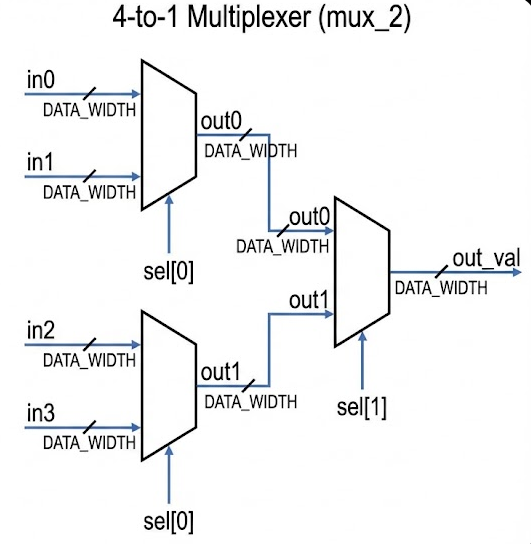 4-to-1 Multiplexer (mux_2)
in0
DATA_WIDTH
in1
DATA_WIDTH
out0
DATA_WIDTH
sel[0]
out0
DATA_WIDTH
out1
out_val
DATA_WIDTH
sel[1]
in2
DATA_WIDTH
in3
DATA_WIDTH
out1
DATA_WIDTH
sel[0]